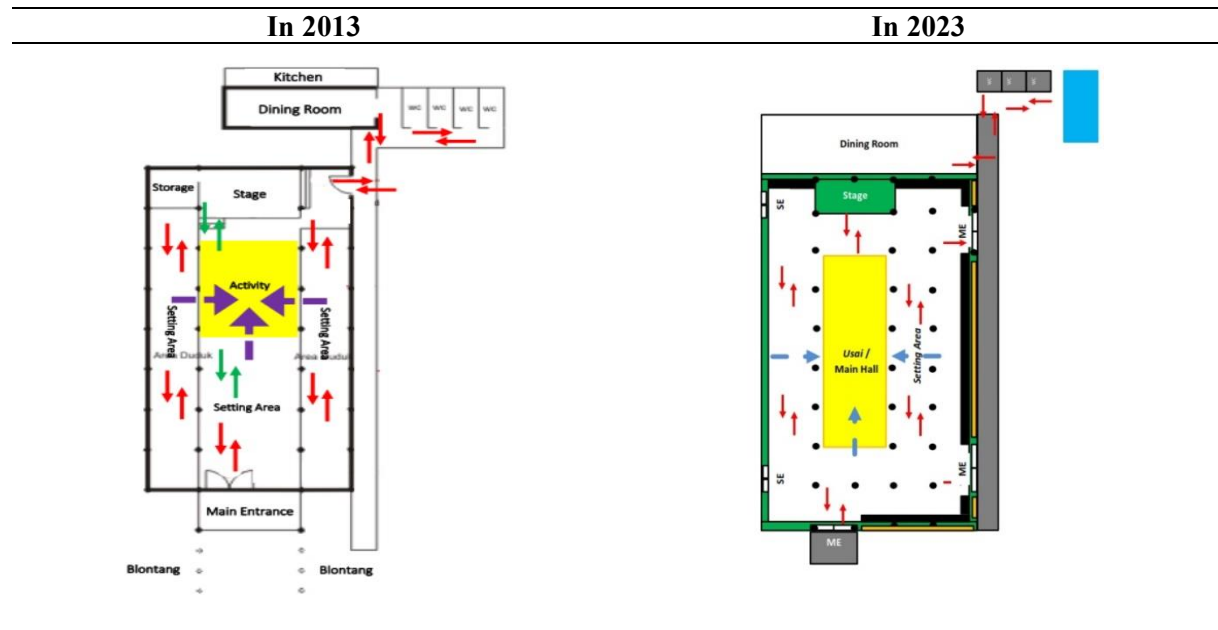 In 2013
In 2023
Kitchen
Dining Room
WC WC WC WC
Storage
Stage
Activity
Setting Area
Setting Area
Area Duduk
Area Duduk
Setting Area
Main Entrance
Blontang
Blontang
Dining Room
Stage
SE
ME
Setting Area
Usai /
Main Hall
SE
ME
ME